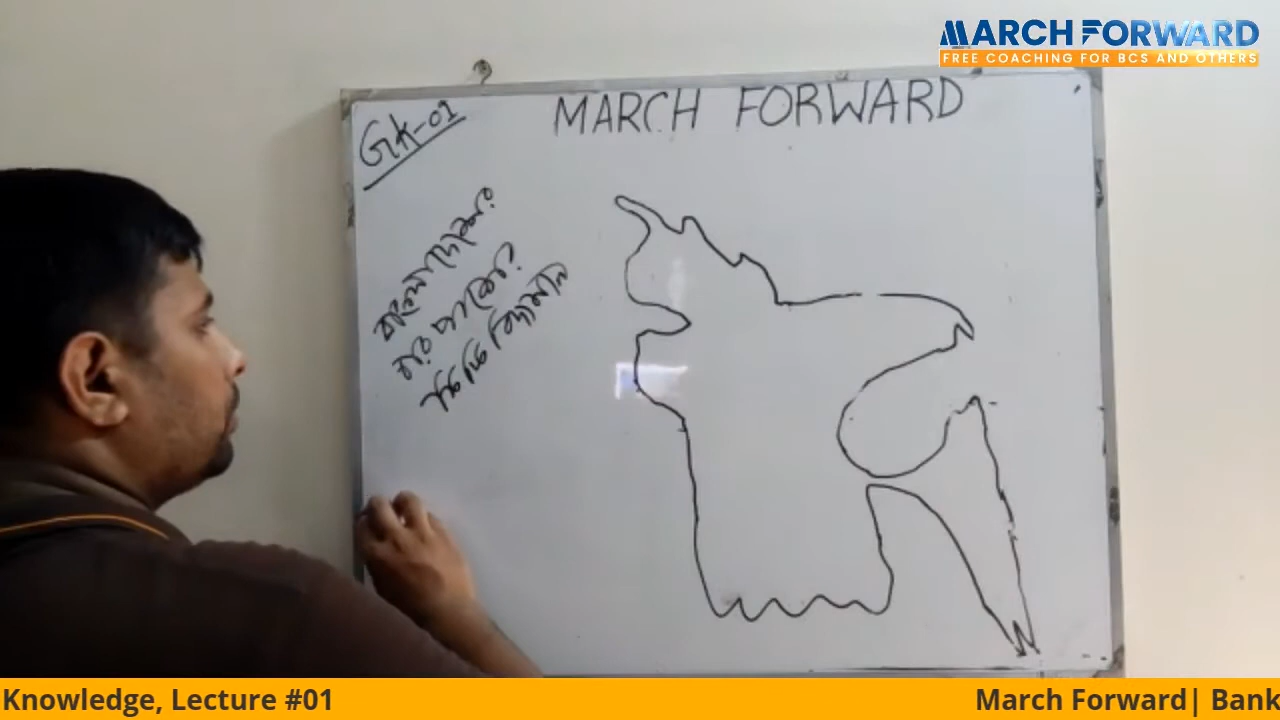 MARCH FORWARD
FREE COACHING FOR BCS AND OTHERS
MARCH FORWARD
GK-01
বাংলাদেশের
Knowledge, Lecture #01
March Forward| Bank